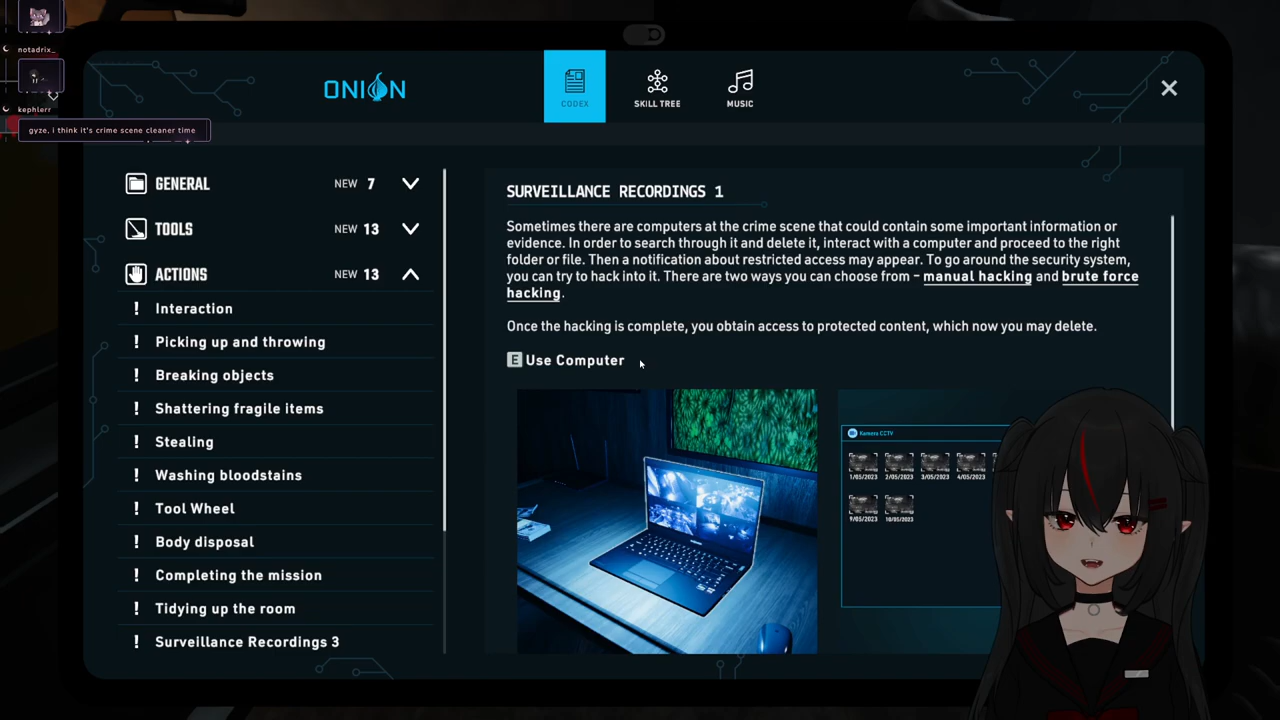 notadrix_
kephlerr
gyze, i think it's crime scene cleaner time
ONION
CODEX
SKILL TREE
MUSIC
GENERAL NEW 7
TOOLS NEW 13
ACTIONS NEW 13
! Interaction
! Picking up and throwing
! Breaking objects
! Shattering fragile items
! Stealing
! Washing bloodstains
! Tool Wheel
! Body disposal
! Completing the mission
! Tidying up the room
! Surveillance Recordings 3
SURVEILLANCE RECORDINGS 1
Sometimes there are computers at the crime scene that could contain some important information or
evidence. In order to search through it and delete it, interact with a computer and proceed to the right
folder or file. Then a notification about restricted access may appear. To go around the security system,
you can try to hack into it. There are two ways you can choose from - manual hacking and brute force
hacking.
Once the hacking is complete, you obtain access to protected content, which now you may delete.
E Use Computer
Kamera CCTV
1/05/2023 2/05/2023 3/05/2023 4/05/2023
9/05/2023 10/05/2023